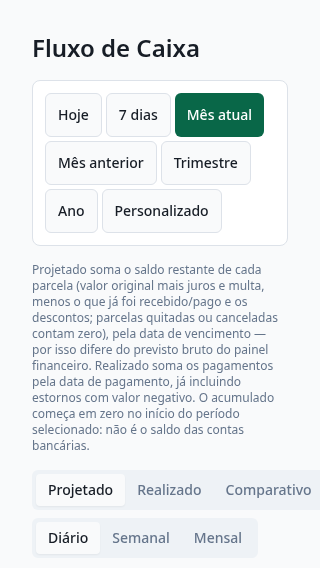 Fluxo de Caixa
Hoje 7 dias Mês atual
Mês anterior Trimestre
Ano Personalizado
Projetado soma o saldo restante de cada
parcela (valor original mais juros e multa,
menos o que já foi recebido/pago e os
descontos; parcelas quitadas ou canceladas
contam zero), pela data de vencimento —
por isso difere do previsto bruto do painel
financeiro. Realizado soma os pagamentos
pela data de pagamento, já incluindo
estornos com valor negativo. O acumulado
começa em zero no início do período
selecionado: não é o saldo das contas
bancárias.
Projetado Realizado Comparativo
Diário Semanal Mensal